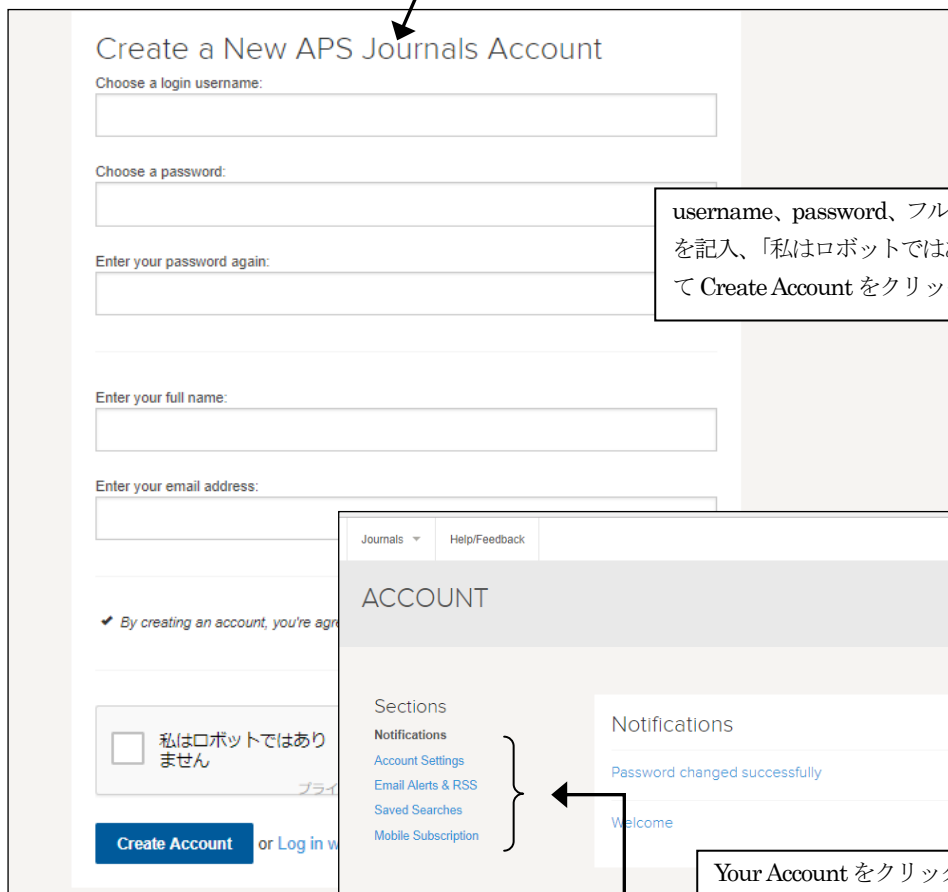 Create a New APS Journals Account
Choose a login username:
Choose a password:
username、password、フル
を記入、「私はロボットでは
て Create Account をクリッ
Enter your password again:
Enter your full name:
Enter your email address:
✔ By creating an account, you're agre
私はロボットではあり
ません
プライ
Create Account or Log in w
Journals Help/Feedback
ACCOUNT
Sections
Notifications
Account Settings
Email Alerts & RSS
Saved Searches
Mobile Subscription
Notifications
Password changed successfully
Welcome
Your Account をクリッ